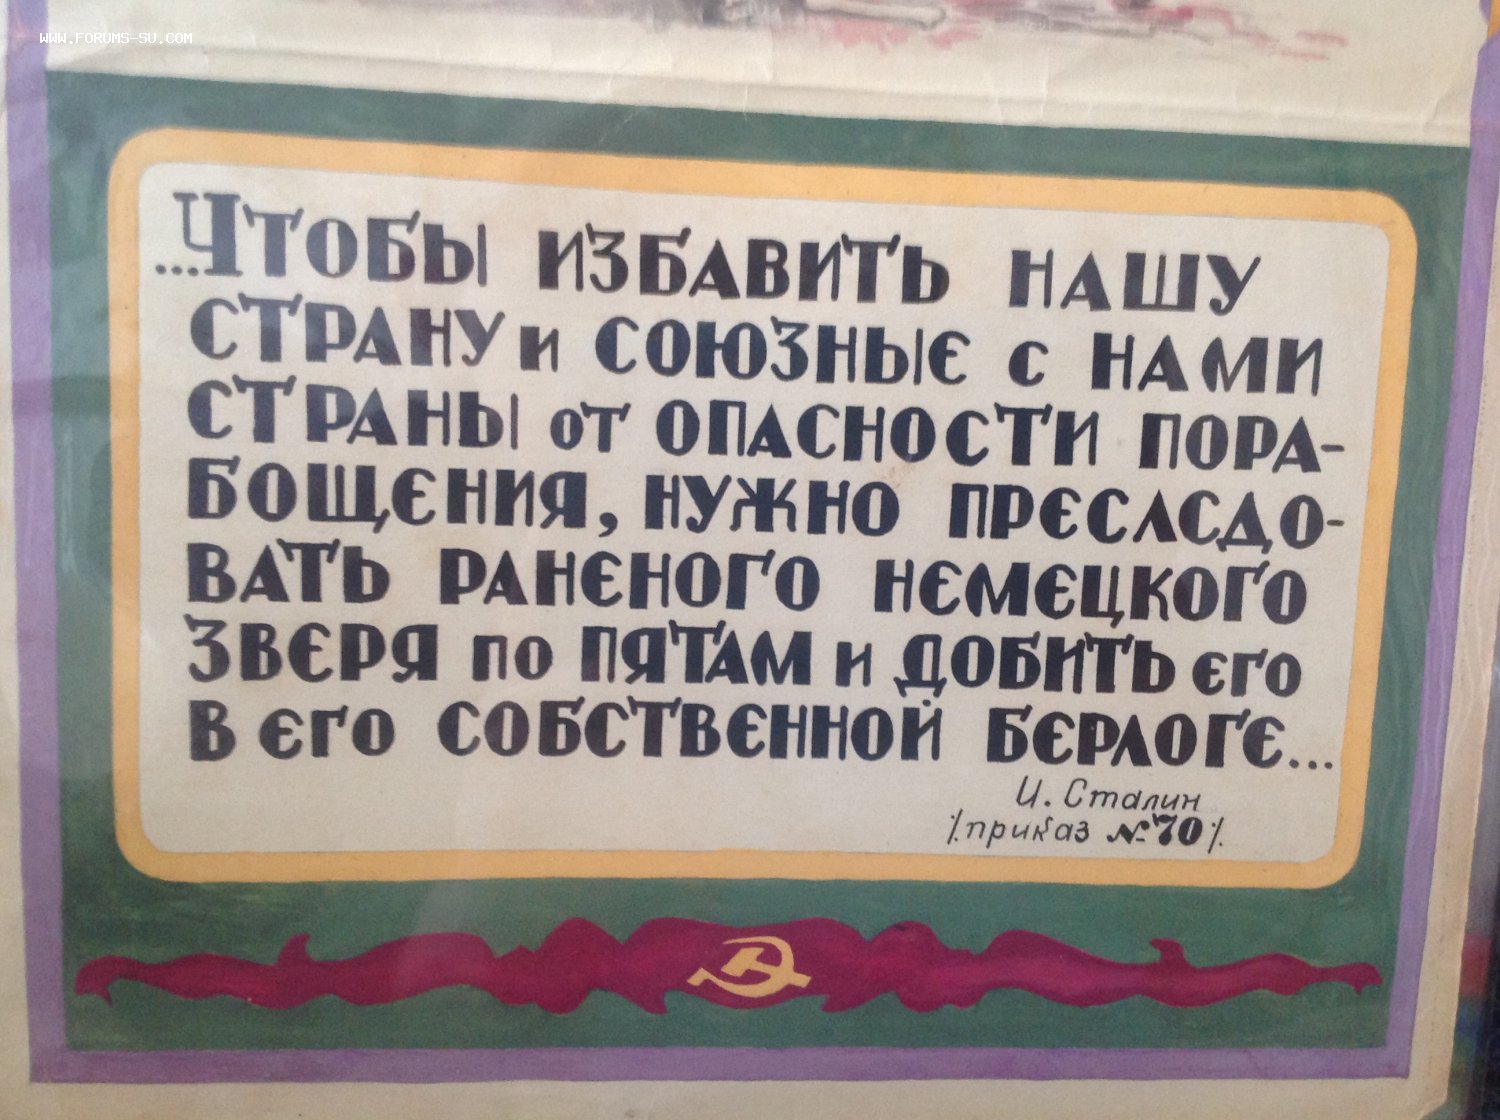 WWW.FORUMS-SU.COM
...Чтобы избавить нашу
страну и союзные с нами
страны от опасности пора-
бощения, нужно преслсдо-
вать раненого немецкого
зверя по пятам и добить его
в его собственной берлоге...
И. Сталин
/.приказ №70/.